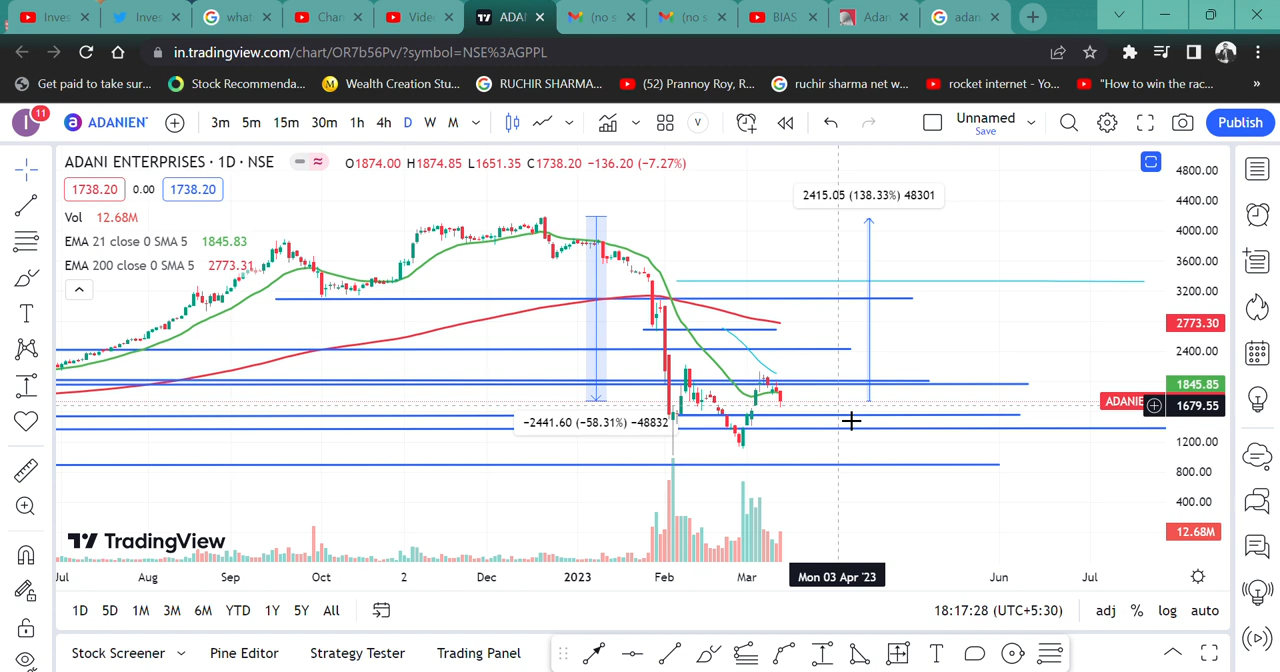 Inves
Inves
what
Chan
Vide
ADANI
(no s
(no s
BIAS
Adan
adan
in.tradingview.com/chart/OR7b56Pv/?symbol=NSE%3AGPPL
Get paid to take sur...
Stock Recommenda...
M Wealth Creation Stu...
RUCHIR SHARMA...
(52) Prannoy Roy, R...
ruchir sharma net w...
rocket internet - Yo...
"How to win the rac...
»
I 11 a ADANIEN 3m 5m 15m 30m 1h 4h D W M V Unnamed Save Publish
ADANI ENTERPRISES · 1D · NSE O1874.00 H1874.85 L1651.35 C1738.20 −136.20 (−7.27%)
1738.20 0.00 1738.20
Vol 12.68M
EMA 21 close 0 SMA 5 1845.83
EMA 200 close 0 SMA 5 2773.31
2415.05 (138.33%) 48301
−2441.60 (−58.31%) −48832
4800.00
4400.00
4000.00
3600.00
3200.00
2773.30
2400.00
1845.85
ADANIE
1679.55
1200.00
800.00
400.00
12.68M
TradingView
Jul Aug Sep Oct 2 Dec 2023 Feb Mar Mon 03 Apr '23 Jun Jul
1D 5D 1M 3M 6M YTD 1Y 5Y All 18:17:28 (UTC+5:30) adj % log auto
Stock Screener Pine Editor Strategy Tester Trading Panel